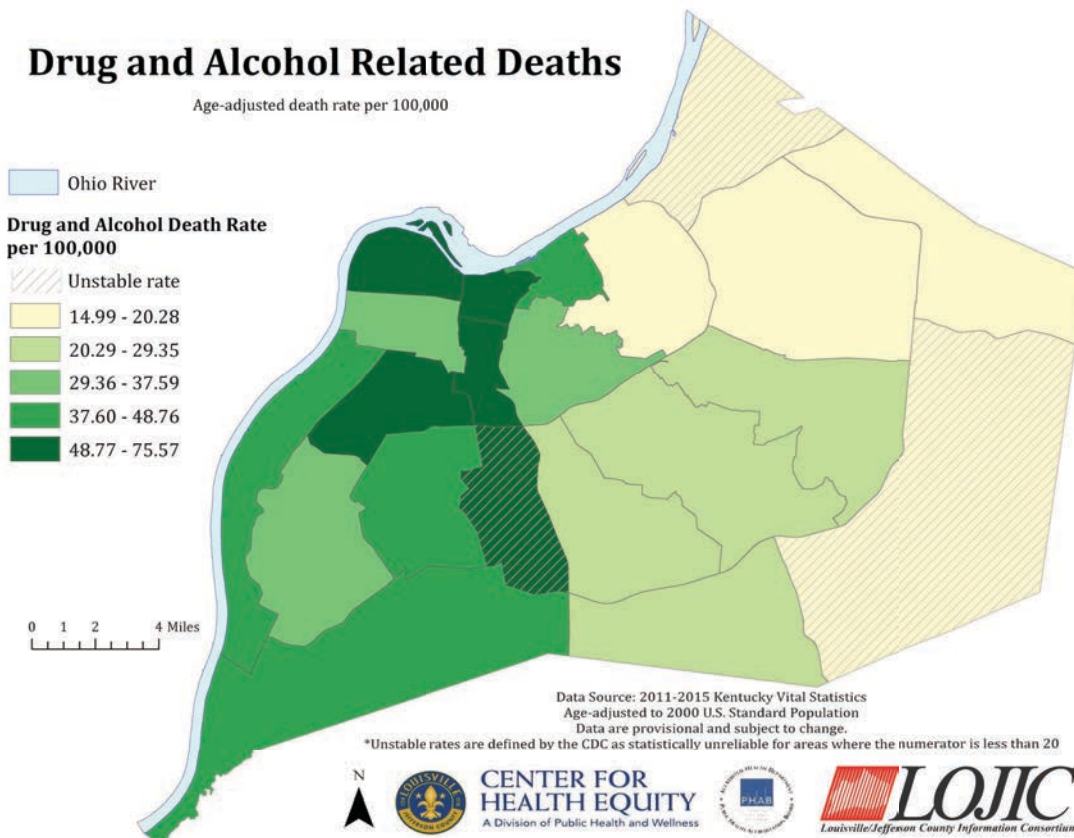 Drug and Alcohol Related Deaths
Age-adjusted death rate per 100,000
Ohio River
Drug and Alcohol Death Rate
per 100,000
Unstable rate
14.99 - 20.28
20.29 - 29.35
29.36 - 37.59
37.60 - 48.76
48.77 - 75.57
0 1 2 4 Miles
Data Source: 2011-2015 Kentucky Vital Statistics
Age-adjusted to 2000 U.S. Standard Population
Data are provisional and subject to change.
*Unstable rates are defined by the CDC as statistically unreliable for areas where the numerator is less than 20
N
LOUISVILLE
JEFFERSON COUNTY
CENTER FOR
HEALTH EQUITY
A Division of Public Health and Wellness
PHAB
LOJIC
Louisville/Jefferson County Information Consortium